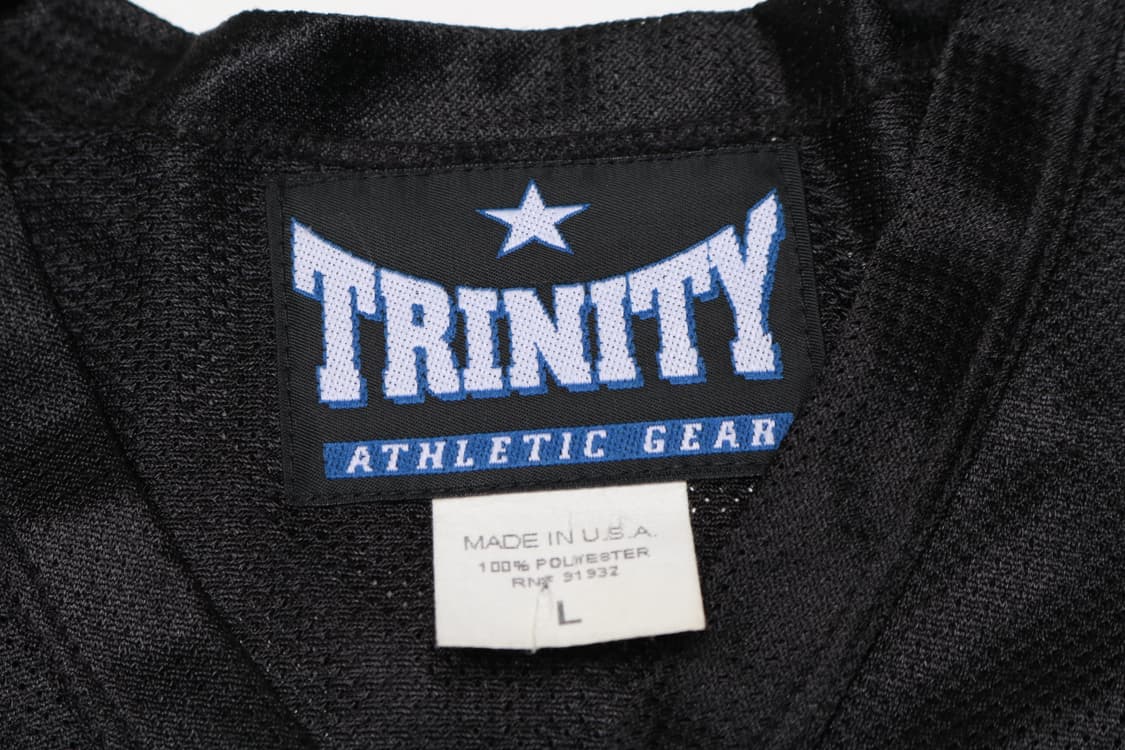 TRINITY
ATHLETIC GEAR
MADE IN U.S.A.
100% POLYESTER
RN# 91932
L